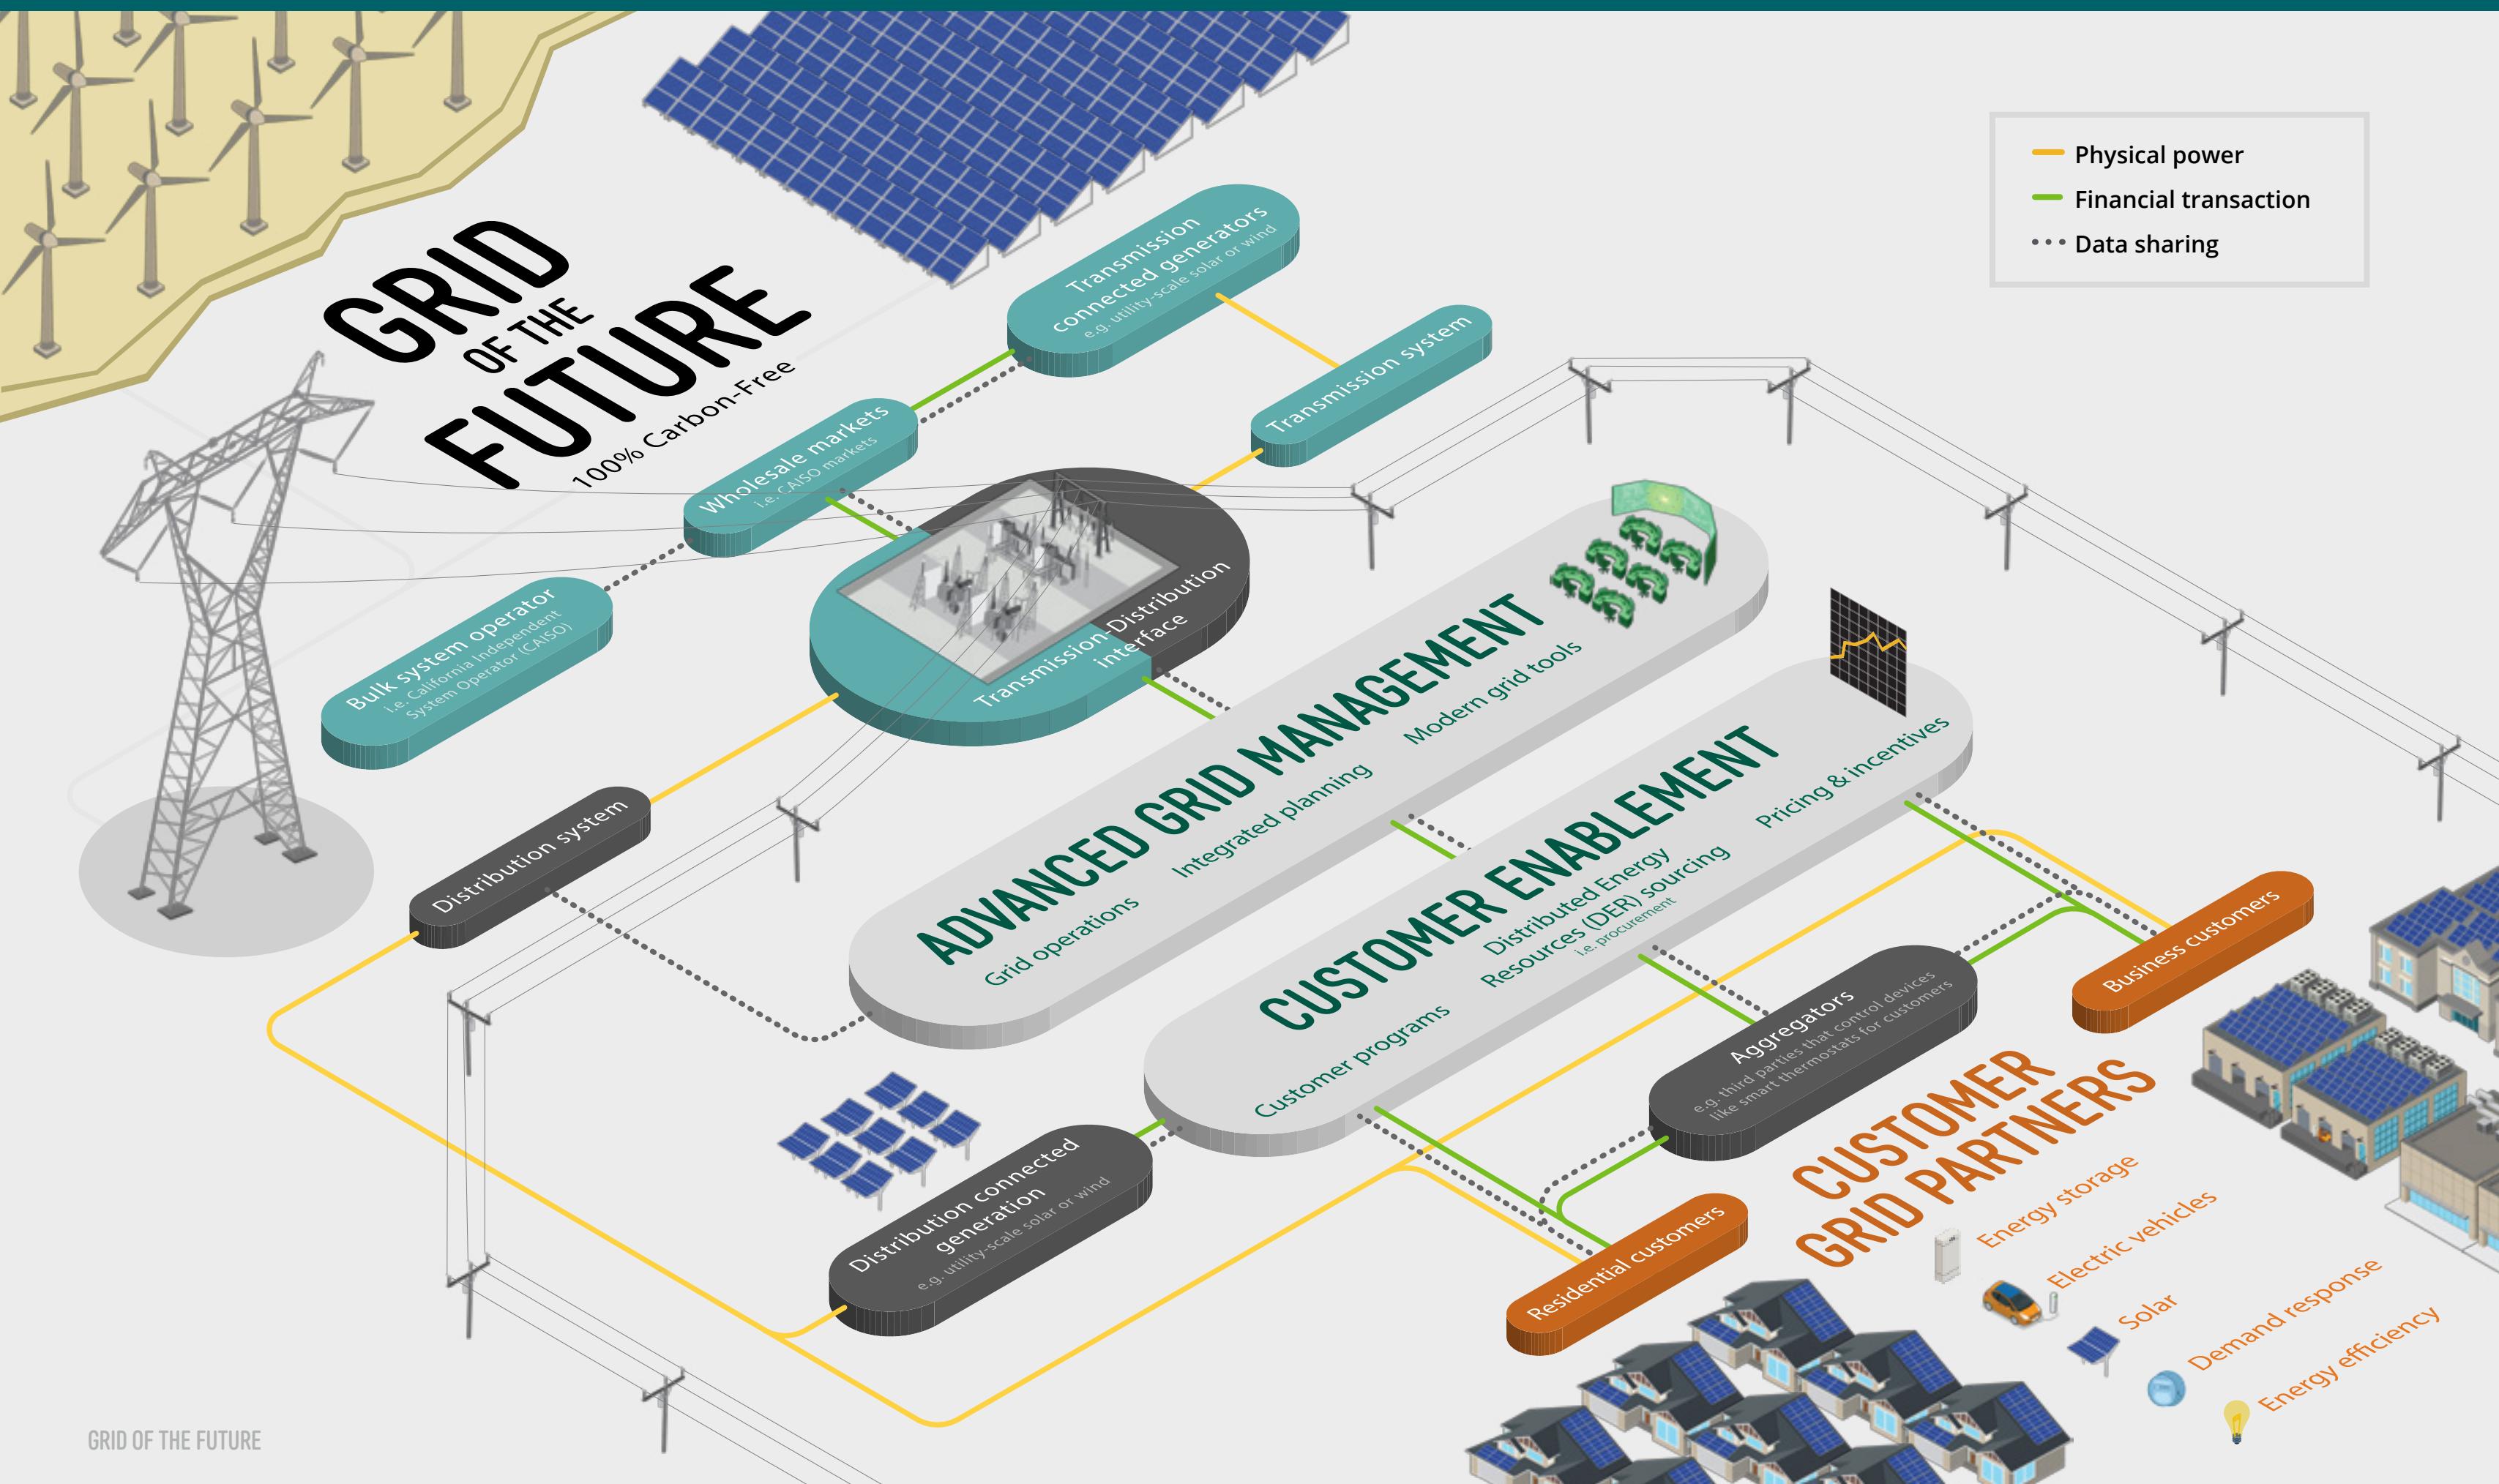 GRID
OF THE
FUTURE
100% Carbon-Free
Physical power
Financial transaction
Data sharing
Transmission
connected generators
e.g. utility-scale solar or wind
Transmission system
Wholesale markets
i.e. CAISO markets
Bulk system operator
i.e. California Independent
System Operator (CAISO)
Transmission-Distribution
interface
Distribution system
ADVANCED GRID MANAGEMENT
Grid operations
Integrated planning
Modern grid tools
CUSTOMER ENABLEMENT
Customer programs
Distributed Energy
Resources (DER) sourcing
i.e. procurement
Pricing & incentives
Distribution connected
generation
e.g. utility-scale solar or wind
Aggregators
e.g. third parties that control devices
like smart thermostats for customers
Business customers
Residential customers
CUSTOMER
GRID PARTNERS
Energy storage
Electric vehicles
Solar
Demand response
Energy efficiency
GRID OF THE FUTURE